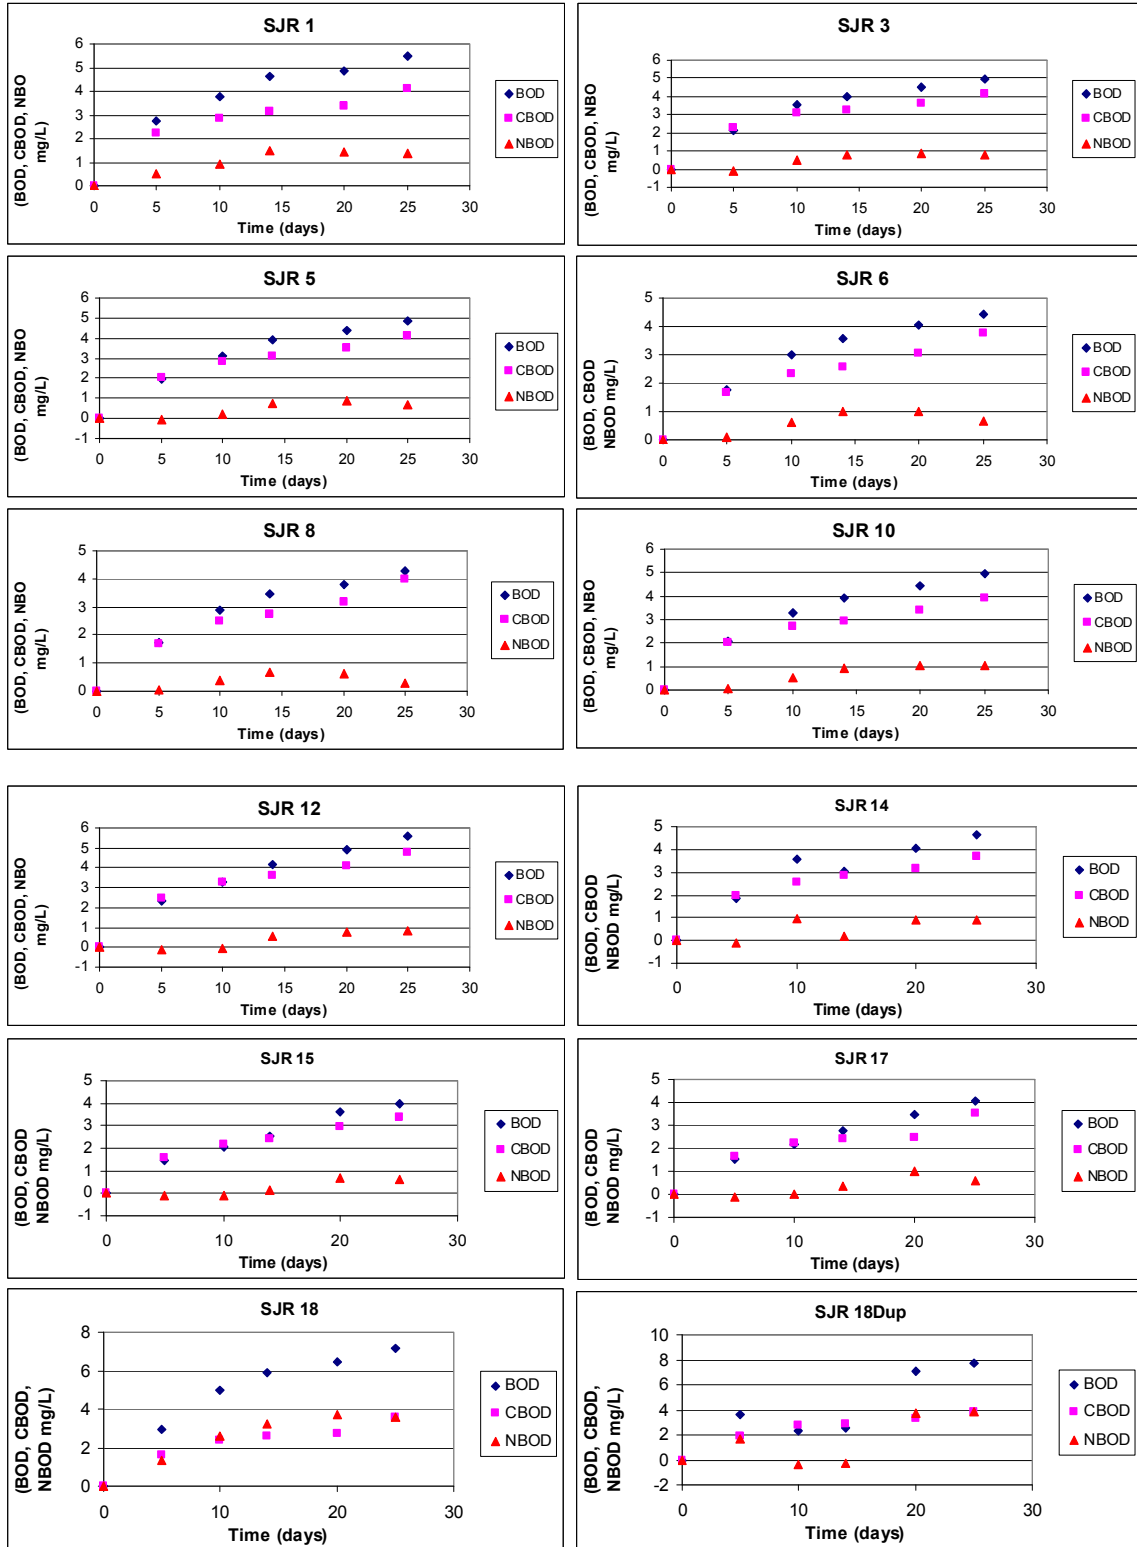 SJR 1
(BOD, CBOD, NBO
mg/L)
6
5
4
3
2
1
0
0 5 10 15 20 25 30
Time (days)
BOD
CBOD
NBOD
SJR 3
(BOD, CBOD, NBO
mg/L)
6
5
4
3
2
1
0
-1
0 5 10 15 20 25 30
Time (days)
BOD
CBOD
NBOD
SJR 5
(BOD, CBOD, NBO
mg/L)
6
5
4
3
2
1
0
-1
0 5 10 15 20 25 30
Time (days)
BOD
CBOD
NBOD
SJR 6
(BOD, CBOD
NBOD mg/L)
5
4
3
2
1
0
0 5 10 15 20 25 30
Time (days)
BOD
CBOD
NBOD
SJR 8
(BOD, CBOD, NBO
mg/L)
5
4
3
2
1
0
0 5 10 15 20 25 30
Time (days)
BOD
CBOD
NBOD
SJR 10
(BOD, CBOD, NBO
mg/L)
6
5
4
3
2
1
0
0 5 10 15 20 25 30
Time (days)
BOD
CBOD
NBOD
SJR 12
(BOD, CBOD, NBO
mg/L)
6
5
4
3
2
1
0
-1
0 5 10 15 20 25 30
Time (days)
BOD
CBOD
NBOD
SJR 14
(BOD, CBOD
NBOD mg/L)
5
4
3
2
1
0
-1
0 10 20 30
Time (days)
BOD
CBOD
NBOD
SJR 15
(BOD, CBOD
NBOD mg/L)
5
4
3
2
1
0
-1
0 10 20 30
Time (days)
BOD
CBOD
NBOD
SJR 17
(BOD, CBOD
NBOD mg/L)
5
4
3
2
1
0
-1
0 10 20 30
Time (days)
BOD
CBOD
NBOD
SJR 18
(BOD, CBOD,
NBOD mg/L)
8
6
4
2
0
0 10 20 30
Time (days)
BOD
CBOD
NBOD
SJR 18Dup
(BOD, CBOD,
NBOD mg/L)
10
8
6
4
2
0
-2
0 10 20 30
Time (days)
BOD
CBOD
NBOD